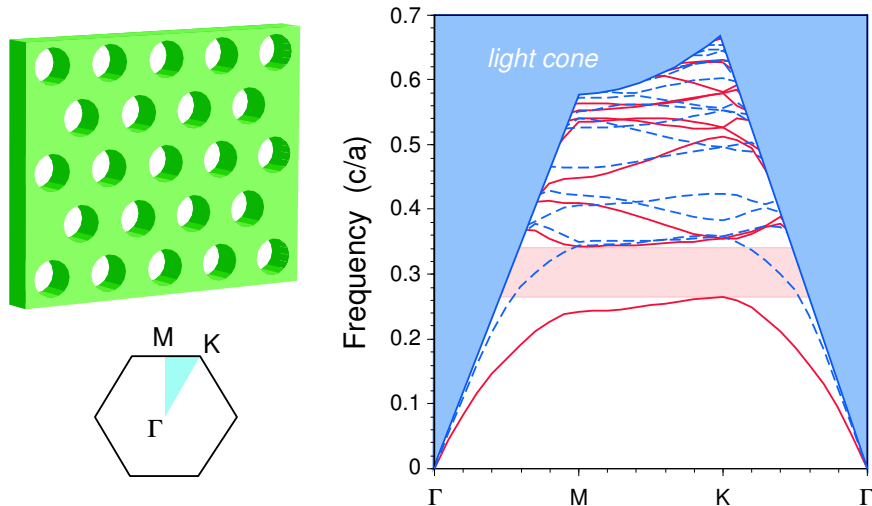 M
K
Γ
Frequency (c/a)
0.7
0.6
0.5
0.4
0.3
0.2
0.1
0
light cone
Γ
M
K
Γ